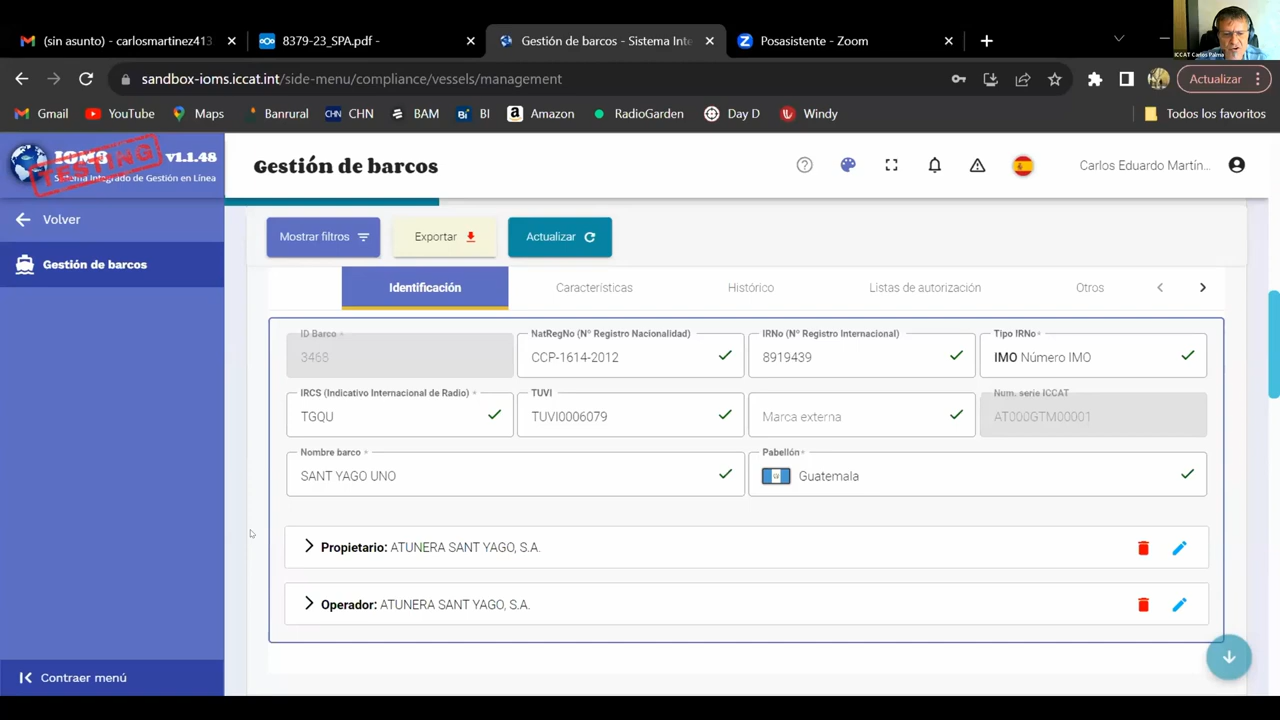 (sin asunto) - carlosmartinez413
8379-23_SPA.pdf -
Gestión de barcos - Sistema Inte
Posasistente - Zoom
ICCAT Carlos Palma
sandbox-ioms.iccat.int/side-menu/compliance/vessels/management
Actualizar
Gmail YouTube Maps Banrural CHN CHN BAM BI BI Amazon RadioGarden Day D Windy Todos los favoritos
IOMS v1.1.48
TESTING
Sistema Integrado de Gestión en Línea
Gestión de barcos
Carlos Eduardo Martín...
Volver
Gestión de barcos
Mostrar filtros Exportar Actualizar
Identificación Características Histórico Listas de autorización Otros
ID Barco *
3468
NatRegNo (Nº Registro Nacionalidad)
CCP-1614-2012
IRNo (Nº Registro Internacional)
8919439
Tipo IRNo*
IMO Número IMO
IRCS (Indicativo Internacional de Radio) *
TGQU
TUVI
TUVI0006079
Marca externa
Num. serie ICCAT
AT000GTM00001
Nombre barco *
SANT YAGO UNO
Pabellón*
Guatemala
Propietario: ATUNERA SANT YAGO, S.A.
Operador: ATUNERA SANT YAGO, S.A.
Contraer menú